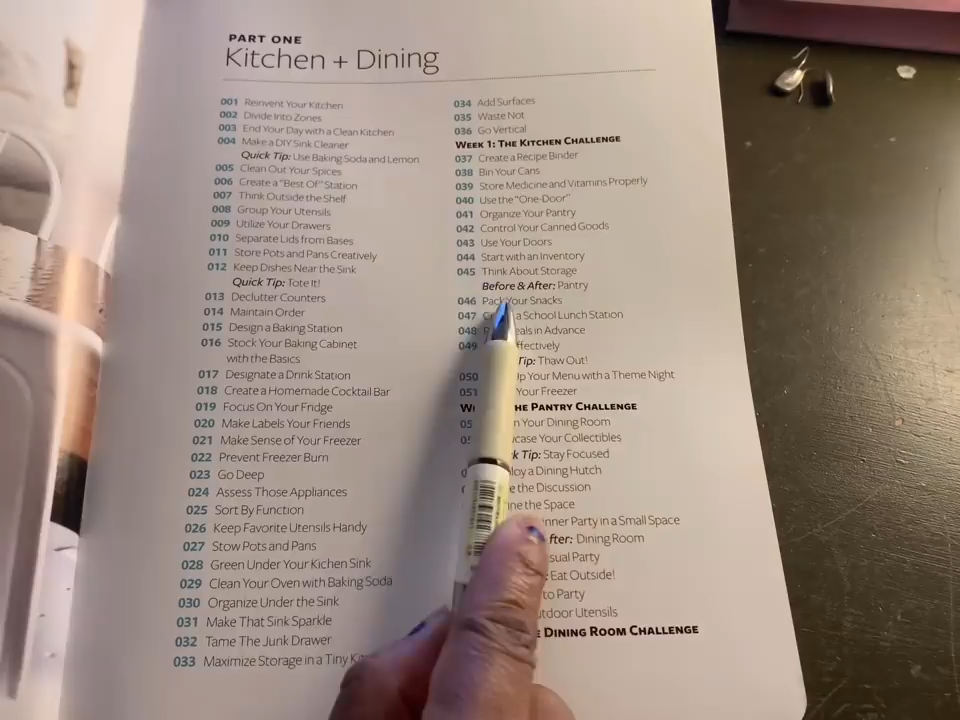 PART ONE
Kitchen + Dining
001 Reinvent Your Kitchen
002 Divide Into Zones
003 End Your Day with a Clean Kitchen
004 Make a DIY Sink Cleaner
Quick Tip: Use Baking Soda and Lemon
005 Clean Out Your Spices
006 Create a "Best Of" Station
007 Think Outside the Shelf
008 Group Your Utensils
009 Utilize Your Drawers
010 Separate Lids from Bases
011 Store Pots and Pans Creatively
012 Keep Dishes Near the Sink
Quick Tip: Tote It!
013 Declutter Counters
014 Maintain Order
015 Design a Baking Station
016 Stock Your Baking Cabinet
with the Basics
017 Designate a Drink Station
018 Create a Homemade Cocktail Bar
019 Focus On Your Fridge
020 Make Labels Your Friends
021 Make Sense of Your Freezer
022 Prevent Freezer Burn
023 Go Deep
024 Assess Those Appliances
025 Sort By Function
026 Keep Favorite Utensils Handy
027 Stow Pots and Pans
028 Green Under Your Kichen Sink
029 Clean Your Oven with Baking Soda
030 Organize Under the Sink
031 Make That Sink Sparkle
032 Tame The Junk Drawer
033 Maximize Storage in a Tiny
034 Add Surfaces
035 Waste Not
036 Go Vertical
WEEK 1: THE KITCHEN CHALLENGE
037 Create a Recipe Binder
038 Bin Your Cans
039 Store Medicine and Vitamins Properly
040 Use the "One-Door"
041 Organize Your Pantry
042 Control Your Canned Goods
043 Use Your Doors
044 Start with an Inventory
045 Think About Storage
Before & After: Pantry
046 Pack Your Snacks
047 a School Lunch Station
048 in Advance
049
Tip: Thaw Out!
050 Your Menu with a Theme Night
051 Your Freezer
THE PANTRY CHALLENGE
Your Dining Room
Your Collectibles
Tip: Stay Focused
a Dining Hutch
the Discussion
the Space
Party in a Small Space
Dining Room
Party
Eat Outside!
to Party
Utensils
DINING ROOM CHALLENGE